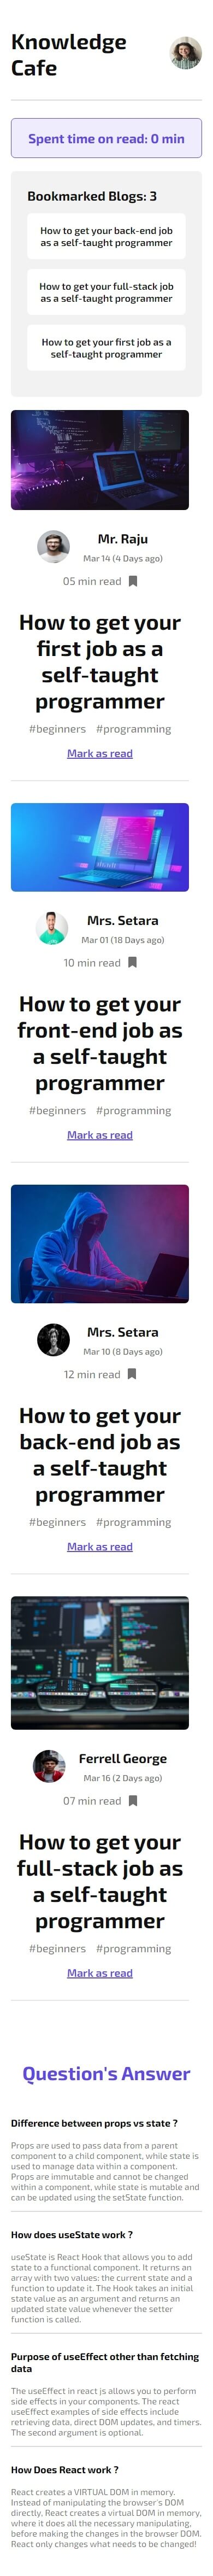 Knowledge
Cafe
Spent time on read: 0 min
Bookmarked Blogs: 3
How to get your back-end job
as a self-taught programmer
How to get your full-stack job
as a self-taught programmer
How to get your first job as a
self-taught programmer
Mr. Raju
Mar 14 (4 Days ago)
05 min read
How to get your
first job as a
self-taught
programmer
#beginners #programming
Mark as read
Mrs. Setara
Mar 01 (18 Days ago)
10 min read
How to get your
front-end job as
a self-taught
programmer
#beginners #programming
Mark as read
Mrs. Setara
Mar 10 (8 Days ago)
12 min read
How to get your
back-end job as
a self-taught
programmer
#beginners #programming
Mark as read
Ferrell George
Mar 16 (2 Days ago)
07 min read
How to get your
full-stack job as
a self-taught
programmer
#beginners #programming
Mark as read
Question's Answer
Difference between props vs state ?
Props are used to pass data from a parent
component to a child component, while state is
used to manage data within a component.
Props are immutable and cannot be changed
within a component, while state is mutable and
can be updated using the setState function.
How does useState work ?
useState is React Hook that allows you to add
state to a functional component. It returns an
array with two values: the current state and a
function to update it. The Hook takes an initial
state value as an argument and returns an
updated state value whenever the setter
function is called.
Purpose of useEffect other than fetching
data
The useEffect in react js allows you to perform
side effects in your components. The react
useEffect examples of side effects include
retrieving data, direct DOM updates, and timers.
The second argument is optional.
How Does React work ?
React creates a VIRTUAL DOM in memory.
Instead of manipulating the browser's DOM
directly, React creates a virtual DOM in memory,
where it does all the necessary manipulating,
before making the changes in the browser DOM.
React only changes what needs to be changed!